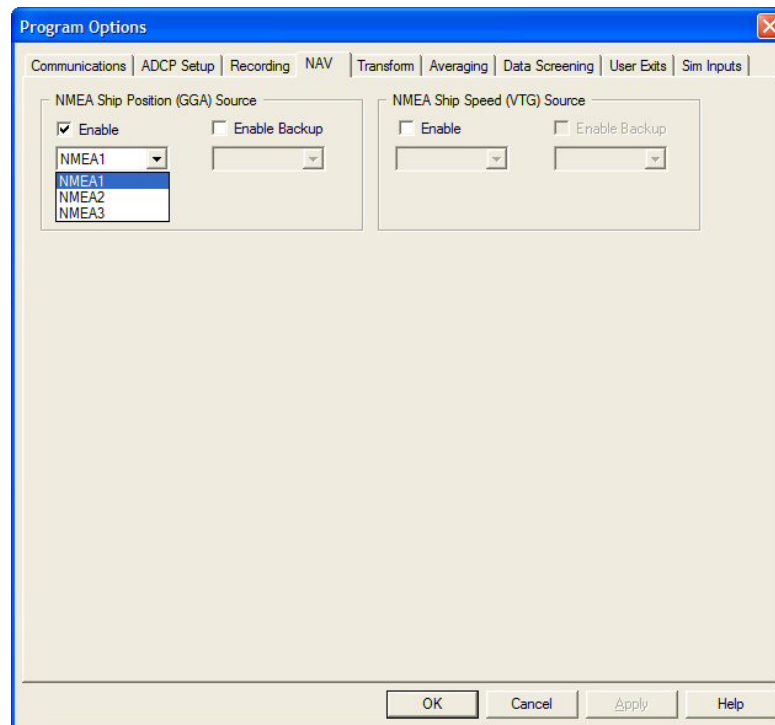 Program Options
Communications ADCP Setup Recording NAV Transform Averaging Data Screening User Exits Sim Inputs
NMEA Ship Position (GGA) Source
Enable Enable Backup
NMEA1
NMEA1
NMEA2
NMEA3
NMEA Ship Speed (VTG) Source
Enable Enable Backup
OK Cancel Apply Help